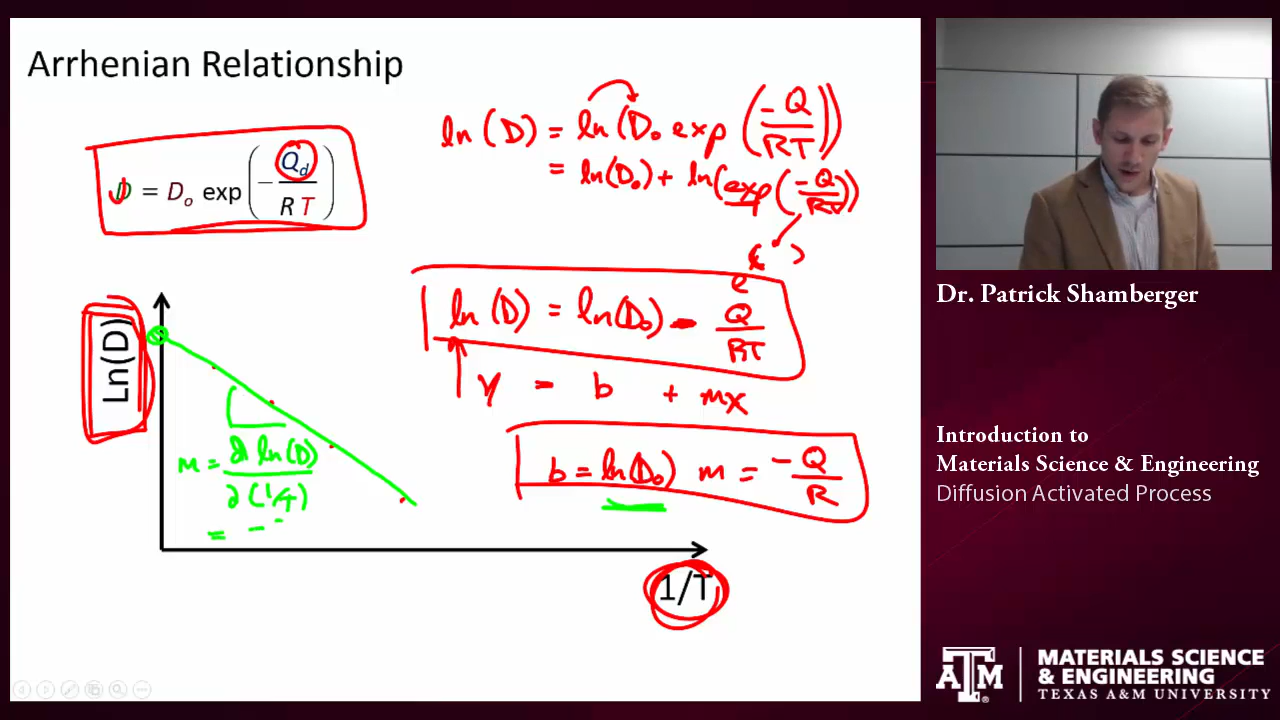 Arrhenian Relationship
D = D₀ exp(- Q_d / R T)
ln(D) = ln(D₀ exp(-Q/RT))
= ln(D₀) + ln(exp(-Q/RT))
e^( )
ln(D) = ln(D₀) - Q/RT
y = b + mx
b = ln(D₀) m = -Q/R
Ln(D)
m = ∂ ln(D) / ∂(1/T)
= -
1/T
Dr. Patrick Shamberger
Introduction to
Materials Science & Engineering
Diffusion Activated Process
ATM
MATERIALS SCIENCE
& ENGINEERING
TEXAS A&M UNIVERSITY